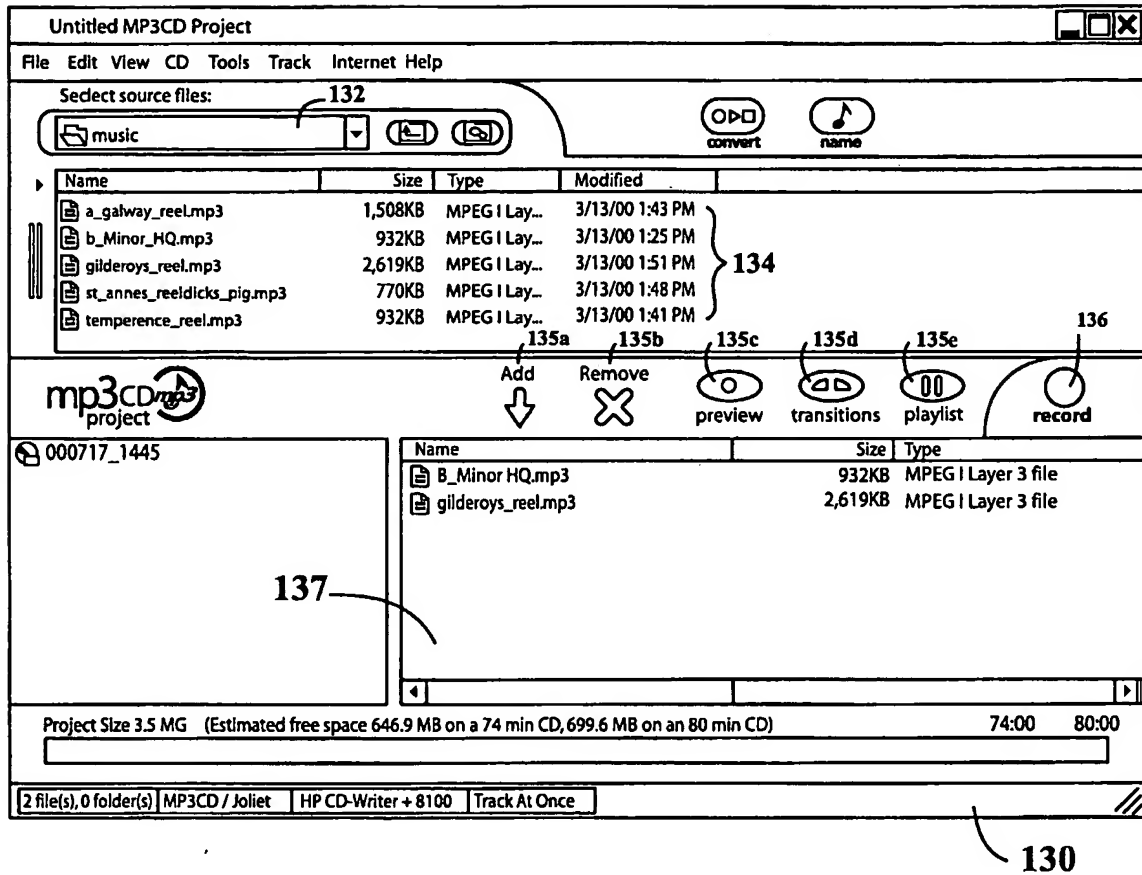 Untitled MP3CD Project
File Edit View CD Tools Track Internet Help
Sedect source files: 132
music
convert name
Name Size Type Modified
a_galway_reel.mp3 1,508KB MPEG I Lay... 3/13/00 1:43 PM
b_Minor_HQ.mp3 932KB MPEG I Lay... 3/13/00 1:25 PM
gilderoys_reel.mp3 2,619KB MPEG I Lay... 3/13/00 1:51 PM 134
st_annes_reeldicks_pig.mp3 770KB MPEG I Lay... 3/13/00 1:48 PM
temperence_reel.mp3 932KB MPEG I Lay... 3/13/00 1:41 PM
135a 135b 135c 135d 135e 136
Add Remove
mp3CD mp3
project
preview transitions playlist record
000717_1445
Name Size Type
B_Minor HQ.mp3 932KB MPEG I Layer 3 file
gilderoys_reel.mp3 2,619KB MPEG I Layer 3 file
137
Project Size 3.5 MG (Estimated free space 646.9 MB on a 74 min CD, 699.6 MB on an 80 min CD) 74:00 80:00
2 file(s), 0 folder(s) MP3CD / Joliet HP CD-Writer + 8100 Track At Once
130